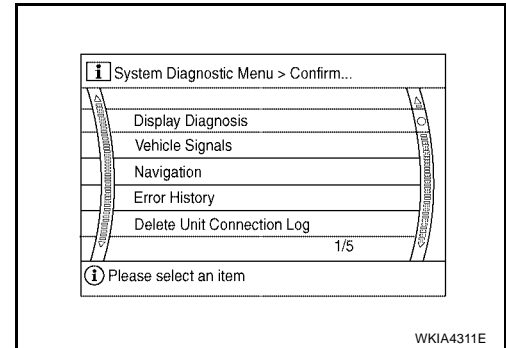 i System Diagnostic Menu > Confirm...
Display Diagnosis
Vehicle Signals
Navigation
Error History
Delete Unit Connection Log
1/5
i Please select an item
WKIA4311E